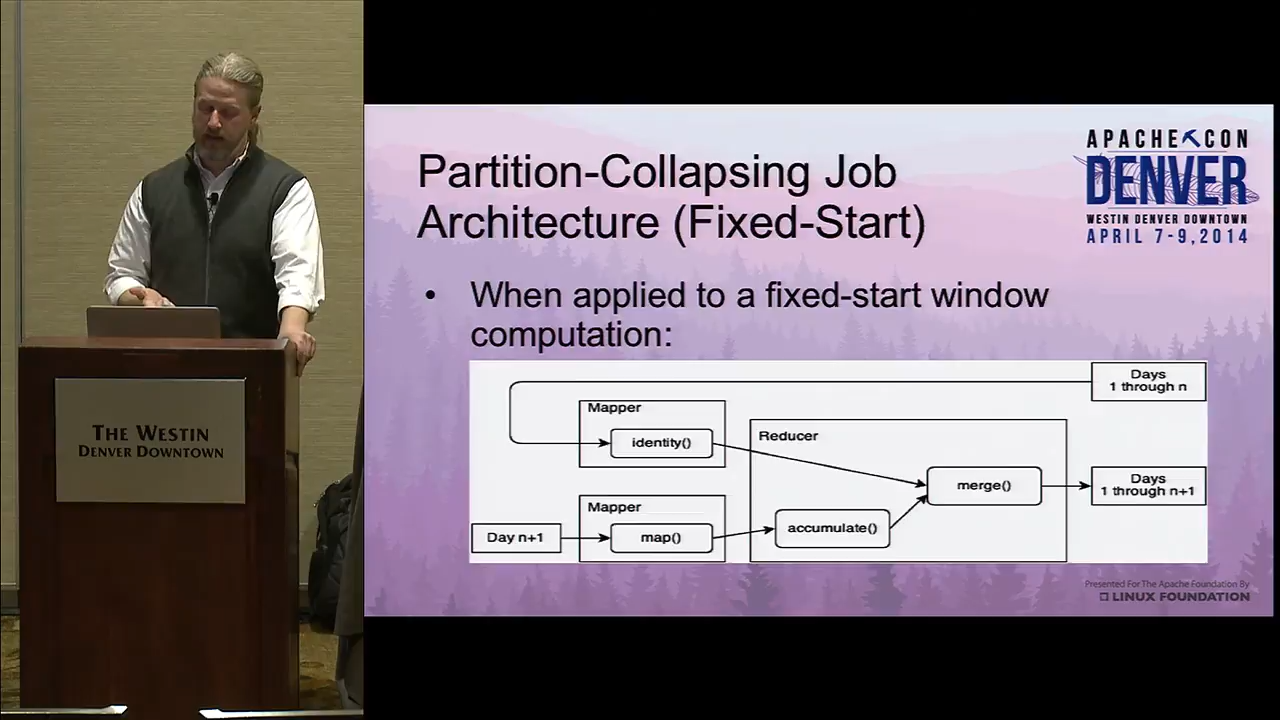 THE WESTIN
DENVER DOWNTOWN
Partition-Collapsing Job
Architecture (Fixed-Start)
APACHE CON
DENVER
WESTIN DENVER DOWNTOWN
APRIL 7-9, 2014
• When applied to a fixed-start window
computation:
Days
1 through n
Mapper
identity()
Reducer
merge()
Days
1 through n+1
Mapper
accumulate()
Day n+1
map()
Presented For The Apache Foundation By
LINUX FOUNDATION